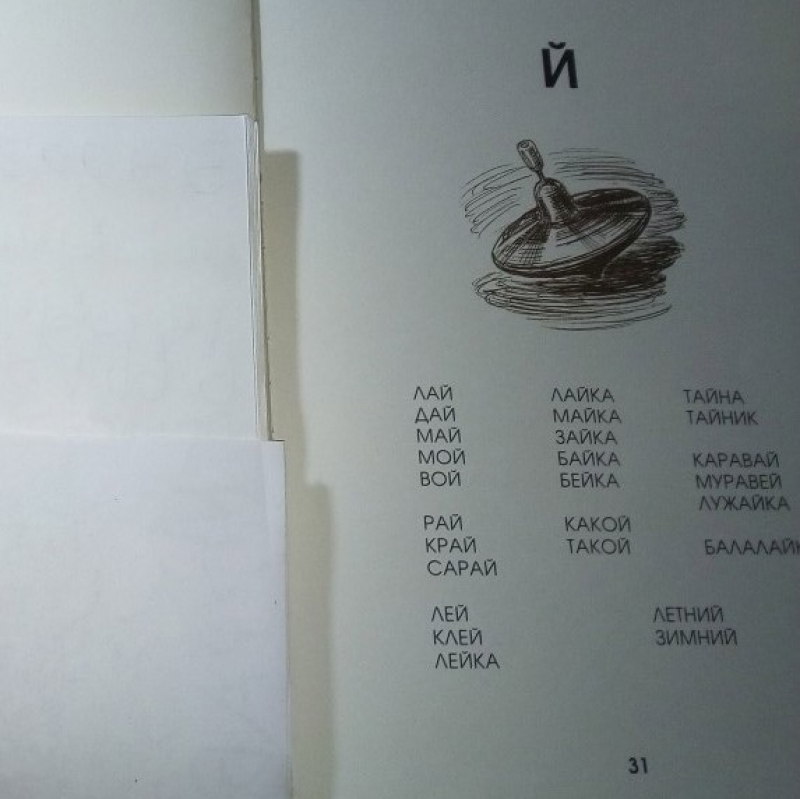 Й
ЛАЙ ЛАЙКА ТАЙНА
ДАЙ МАЙКА ТАЙНИК
МАЙ ЗАЙКА
МОЙ БАЙКА КАРАВАЙ
ВОЙ БЕЙКА МУРАВЕЙ
ЛУЖАЙКА
РАЙ КАКОЙ
КРАЙ ТАКОЙ БАЛАЛАЙК
САРАЙ
ЛЕЙ ЛЕТНИЙ
КЛЕЙ ЗИМНИЙ
ЛЕЙКА
31